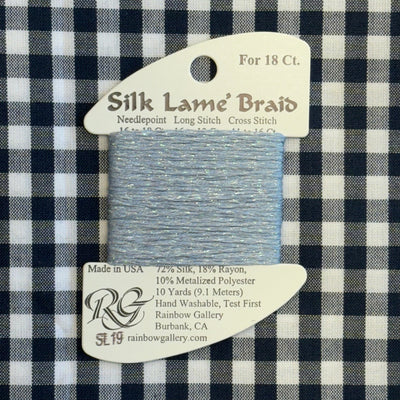 For 18 Ct.
Silk Lamé Braid
Needlepoint Long Stitch Cross Stitch
Made in USA 72% Silk, 18% Rayon,
10% Metalized Polyester
10 Yards (9.1 Meters)
RG Hand Washable, Test First
Rainbow Gallery
Burbank, CA
SL19 rainbowgallery.com